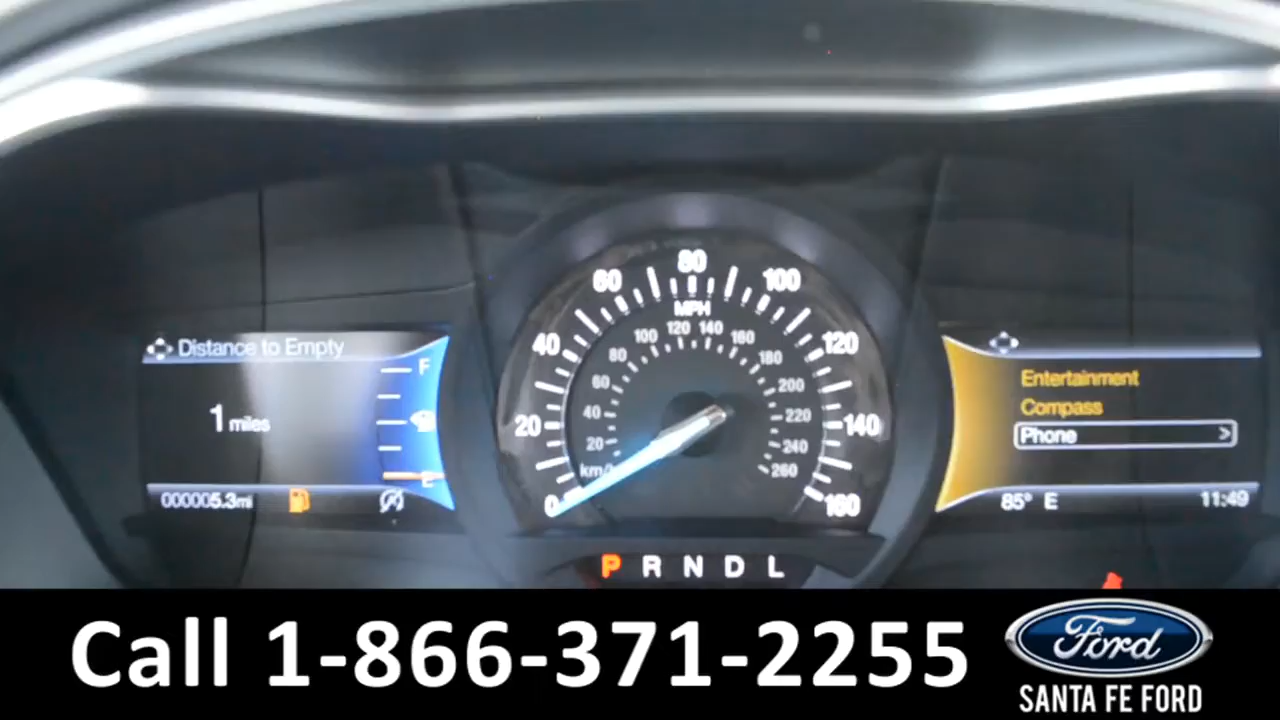 Distance to Empty
1 miles
F
E
000005.3mi
0 20 40 60 80 100 120 140 160
MPH
20 40 60 80 100 120 140 160 180 200 220 240 260
km/h
P R N D L
Entertainment
Compass
Phone >
85° E 11:49
Call 1-866-371-2255
Ford
SANTA FE FORD